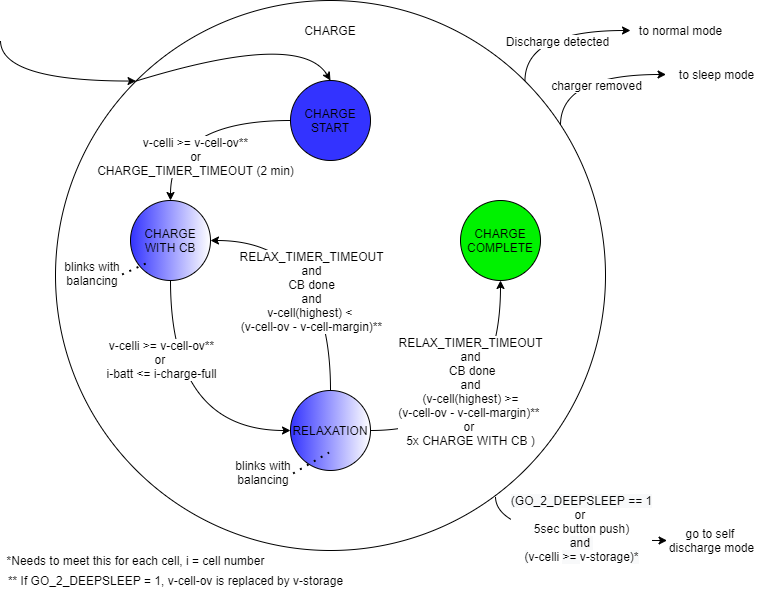 CHARGE
Discharge detected
to normal mode
charger removed
to sleep mode
CHARGE
START
v-celli >= v-cell-ov**
or
CHARGE_TIMER_TIMEOUT (2 min)
CHARGE
WITH CB
blinks with
balancing
CHARGE
COMPLETE
RELAX_TIMER_TIMEOUT
and
CB done
and
v-cell(highest) <
(v-cell-ov - v-cell-margin)**
v-celli >= v-cell-ov**
or
i-batt <= i-charge-full
RELAX_TIMER_TIMEOUT
and
CB done
and
(v-cell(highest) >=
(v-cell-ov - v-cell-margin)**
or
5x CHARGE WITH CB )
RELAXATION
blinks with
balancing
(GO_2_DEEPSLEEP == 1
or
5sec button push)
and
(v-celli >= v-storage)*
go to self
discharge mode
*Needs to meet this for each cell, i = cell number
** If GO_2_DEEPSLEEP = 1, v-cell-ov is replaced by v-storage